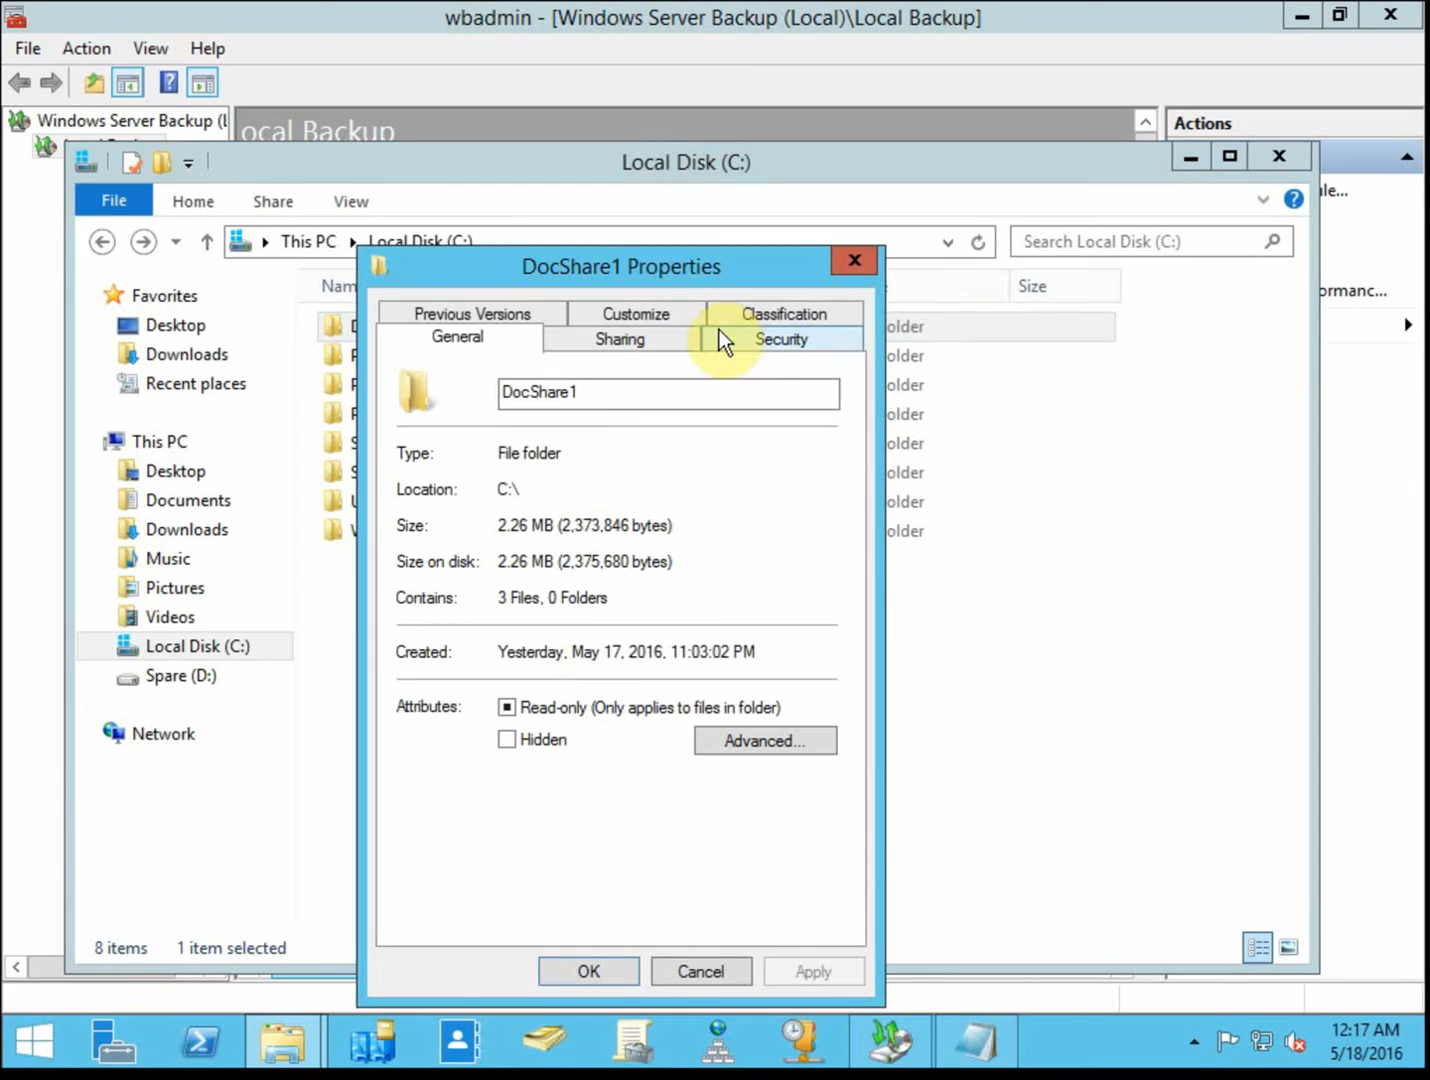 wbadmin - [Windows Server Backup (Local)\Local Backup]
File Action View Help
Windows Server Backup (l
ocal Backup
Actions
Local Disk (C:)
ule...
File Home Share View
This PC Local Disk (C:)
Search Local Disk (C:)
DocShare1 Properties
Size
Favorites
Desktop
Downloads
Recent places
This PC
Desktop
Documents
Downloads
Music
Pictures
Videos
Local Disk (C:)
Spare (D:)
Network
Previous Versions Customize Classification
General Sharing Security
DocShare1
Type: File folder
Location: C:\
Size: 2.26 MB (2,373,846 bytes)
Size on disk: 2.26 MB (2,375,680 bytes)
Contains: 3 Files, 0 Folders
Created: Yesterday, May 17, 2016, 11:03:02 PM
Attributes: Read-only (Only applies to files in folder)
Hidden Advanced...
OK Cancel Apply
older
older
older
older
older
older
older
older
ormanc...
8 items 1 item selected
12:17 AM
5/18/2016